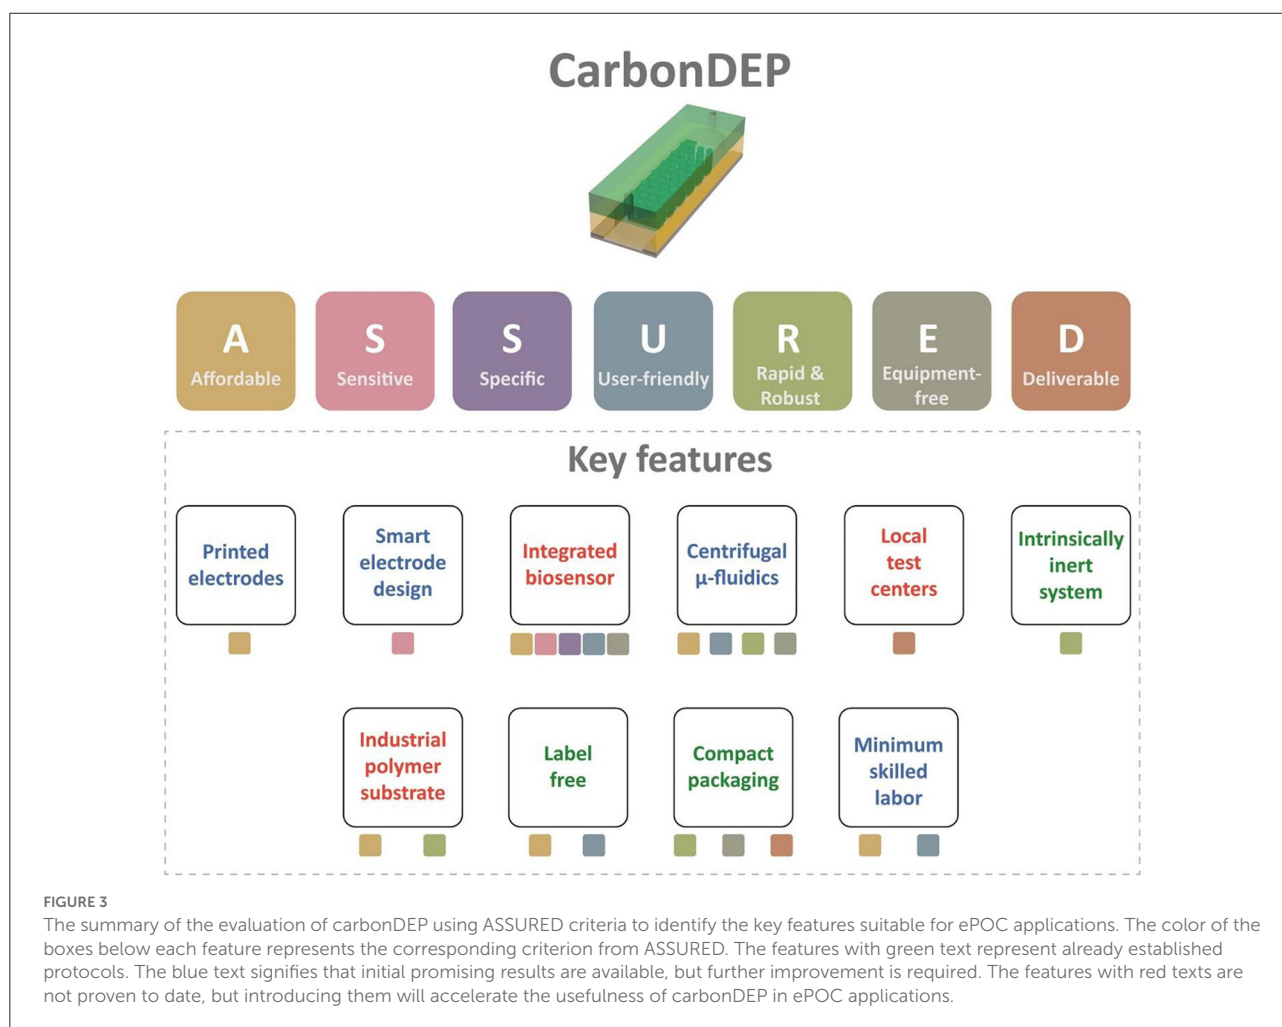 CarbonDEP
A
Affordable
S
Sensitive
S
Specific
U
User-friendly
R
Rapid &
Robust
E
Equipment-
free
D
Deliverable
Key features
Printed
electrodes
Smart
electrode
design
Integrated
biosensor
Centrifugal
µ-fluidics
Local
test
centers
Intrinsically
inert
system
Industrial
polymer
substrate
Label
free
Compact
packaging
Minimum
skilled
labor
FIGURE 3
The summary of the evaluation of carbonDEP using ASSURED criteria to identify the key features suitable for ePOC applications. The color of the
boxes below each feature represents the corresponding criterion from ASSURED. The features with green text represent already established
protocols. The blue text signifies that initial promising results are available, but further improvement is required. The features with red texts are
not proven to date, but introducing them will accelerate the usefulness of carbonDEP in ePOC applications.